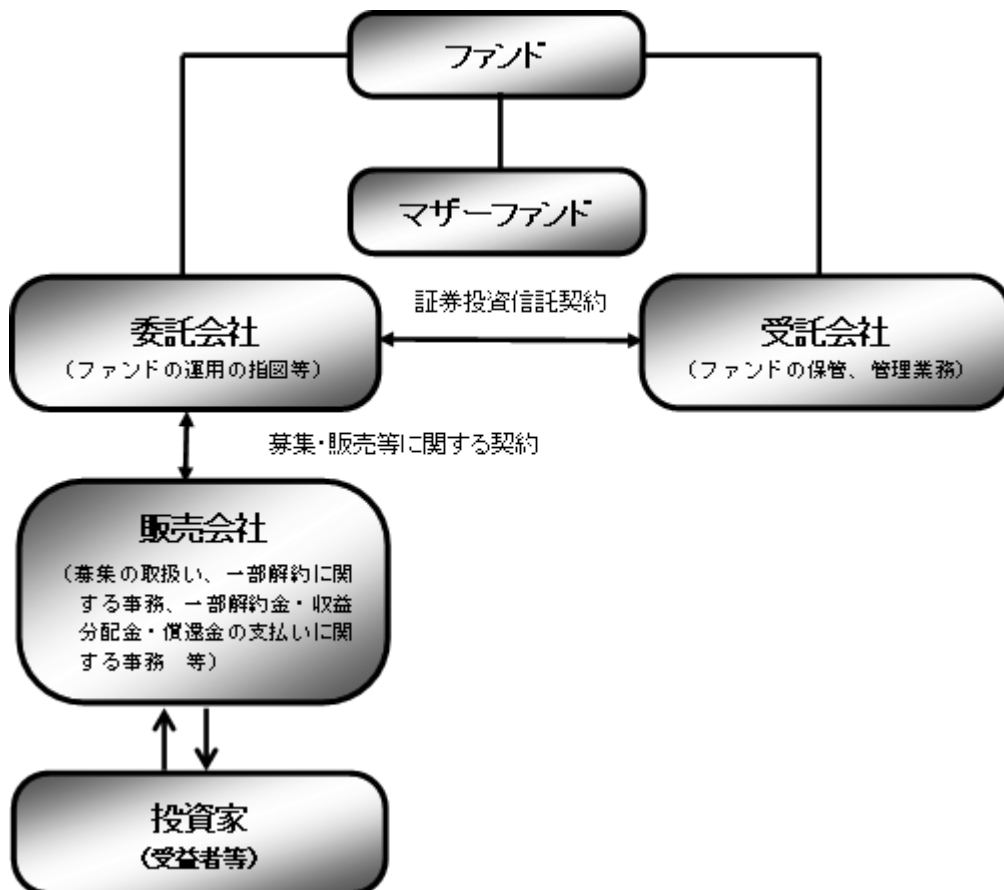 ファンド
マザーファンド
証券投資信託契約
委託会社
（ファンドの運用の指図等）
受託会社
（ファンドの保管、管理業務）
募集・販売等に関する契約
販売会社
（募集の取扱い、一部解約に関
する事務、一部解約金・収益
分配金・償還金の支払いに関
する事務　等）
投資家
（受益者等）